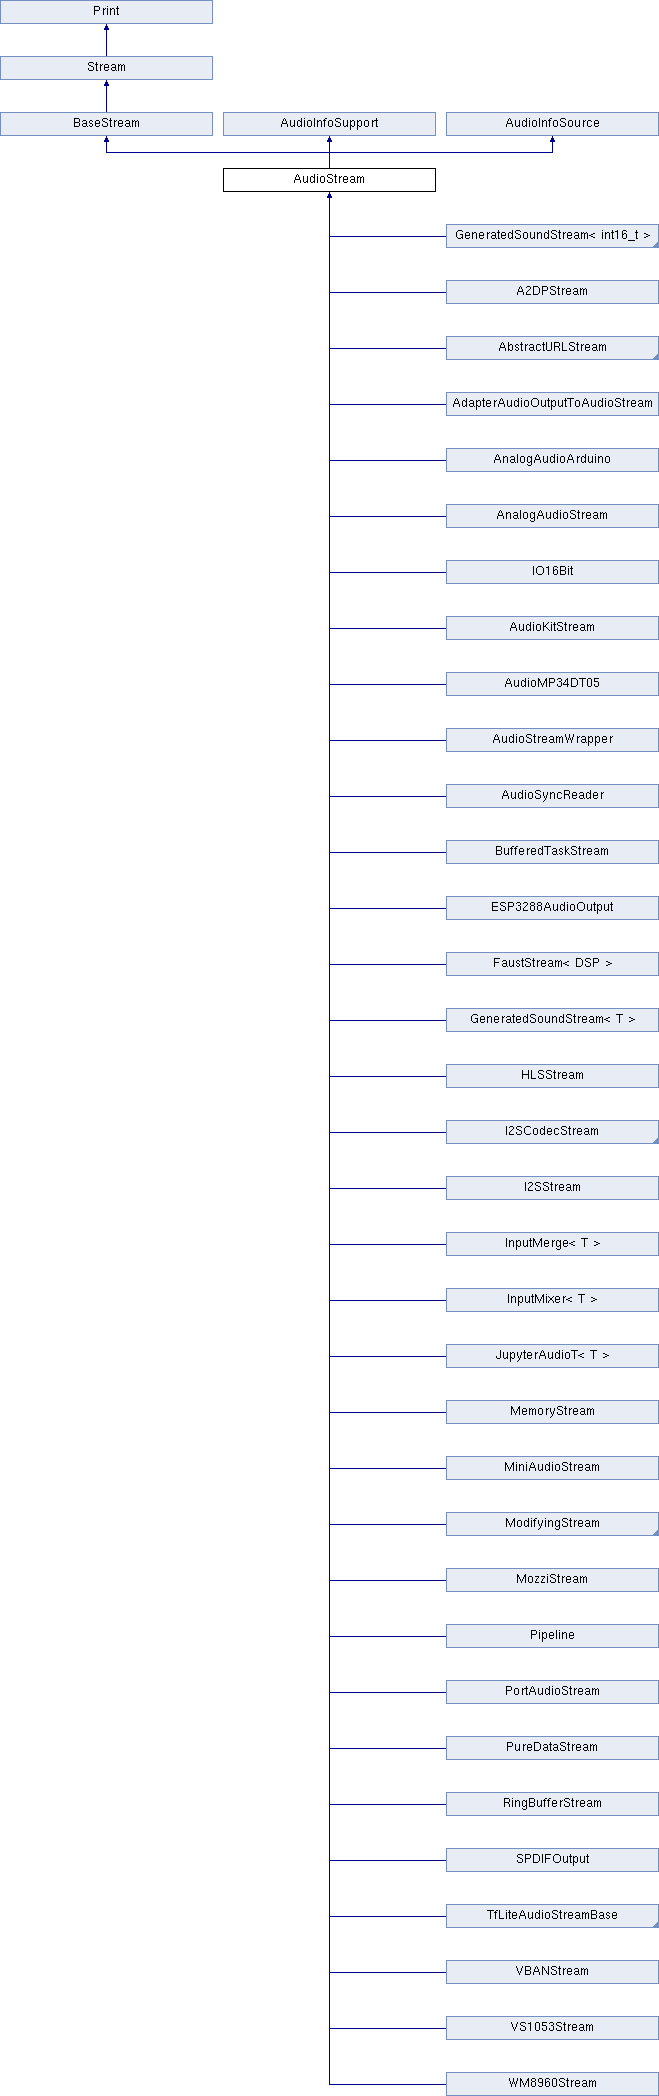 Print
Stream
BaseStream
AudioInfoSupport
AudioInfoSource
AudioStream
GeneratedSoundStream< int16_t >
A2DPStream
AbstractURLStream
AdapterAudioOutputToAudioStream
AnalogAudioArduino
AnalogAudioStream
IO16Bit
AudioKitStream
AudioMP34DT05
AudioStreamWrapper
AudioSyncReader
BufferedTaskStream
ESP3288AudioOutput
FaustStream< DSP >
GeneratedSoundStream< T >
HLSStream
I2SCodecStream
I2SStream
InputMerge< T >
InputMixer< T >
JupyterAudioT< T >
MemoryStream
MiniAudioStream
ModifyingStream
MozziStream
Pipeline
PortAudioStream
PureDataStream
RingBufferStream
SPDIFOutput
TfLiteAudioStreamBase
VBANStream
VS1053Stream
WM8960Stream